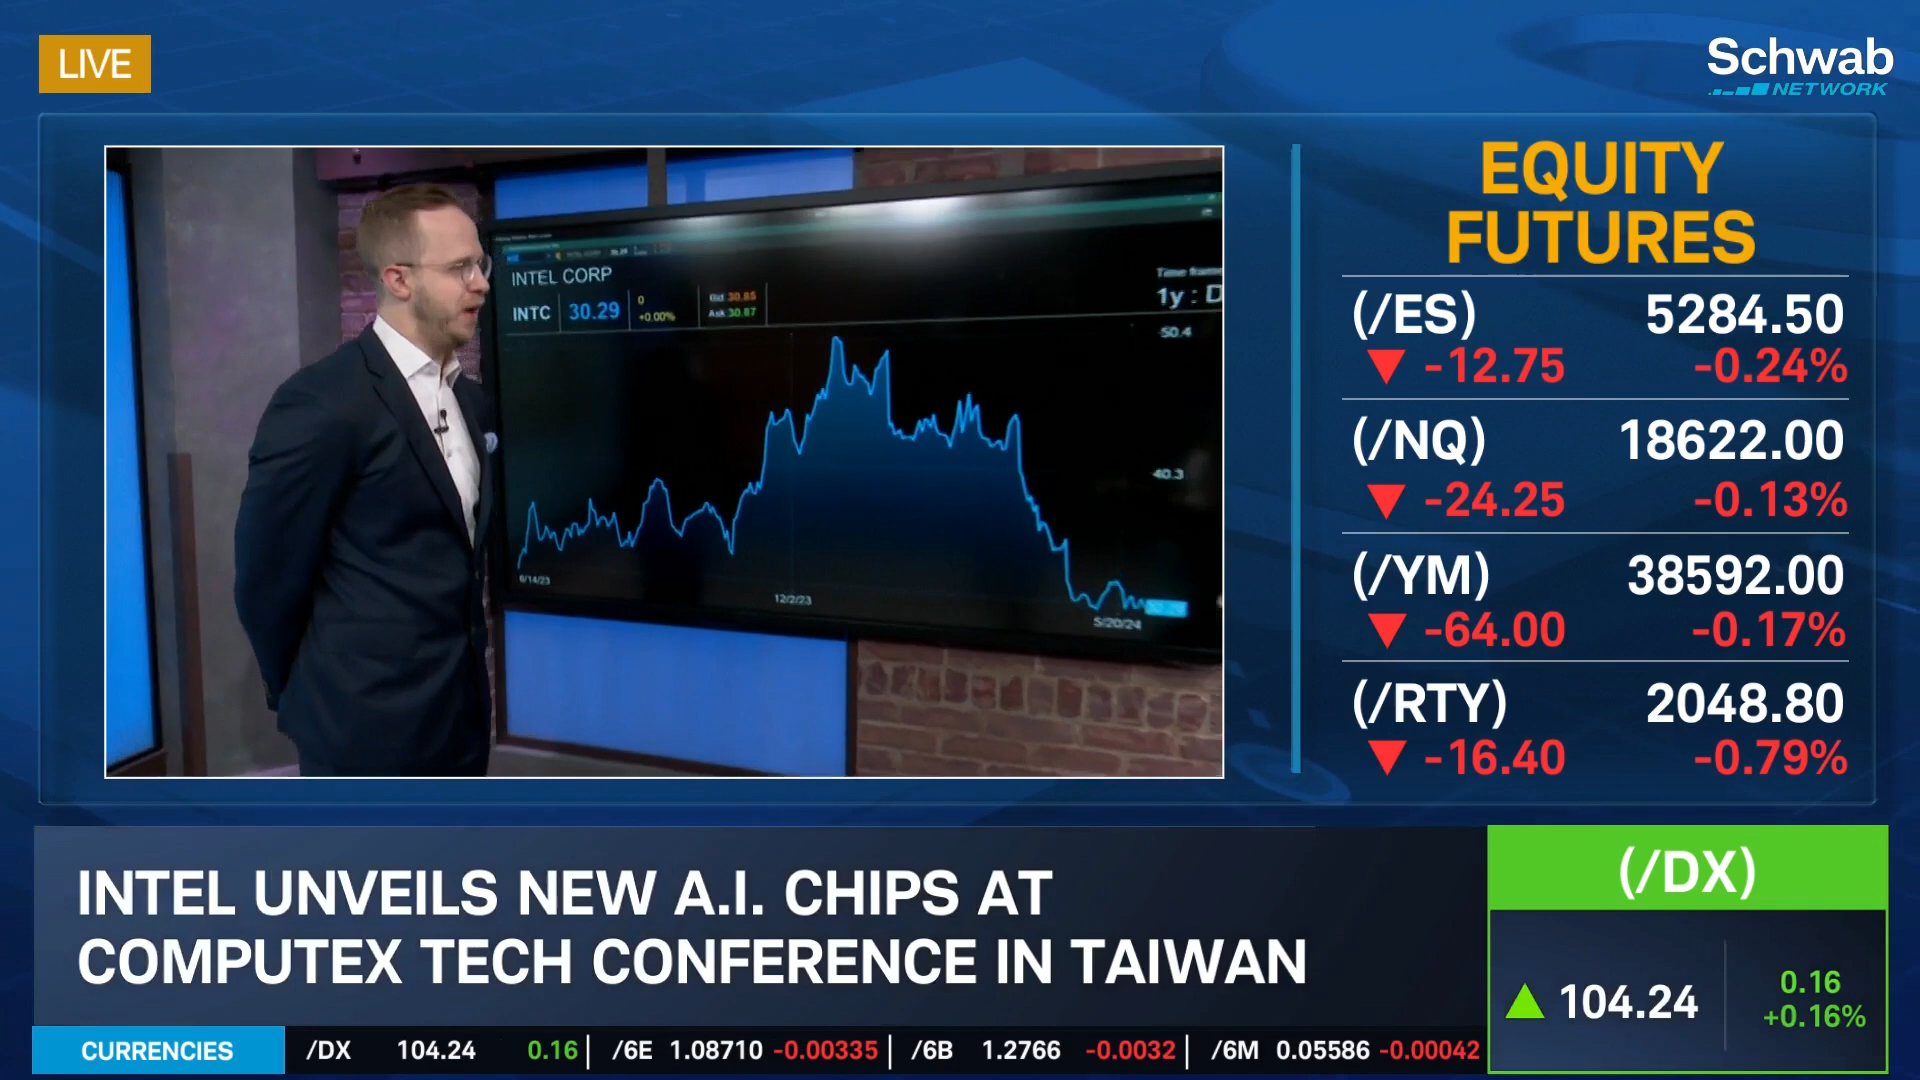 LIVE
Schwab
NETWORK
INTEL CORP
INTC 30.29
0
+0.00%
Bid 30.85
Ask 30.87
Time frame
1y : D
50.4
40.3
6/14/23
12/2/23
5/20/24
EQUITY
FUTURES
(/ES) 5284.50
-12.75 -0.24%
(/NQ) 18622.00
-24.25 -0.13%
(/YM) 38592.00
-64.00 -0.17%
(/RTY) 2048.80
-16.40 -0.79%
INTEL UNVEILS NEW A.I. CHIPS AT
COMPUTEX TECH CONFERENCE IN TAIWAN
(/DX)
104.24
0.16
+0.16%
CURRENCIES /DX 104.24 0.16 /6E 1.08710 -0.00335 /6B 1.2766 -0.0032 /6M 0.05586 -0.00042